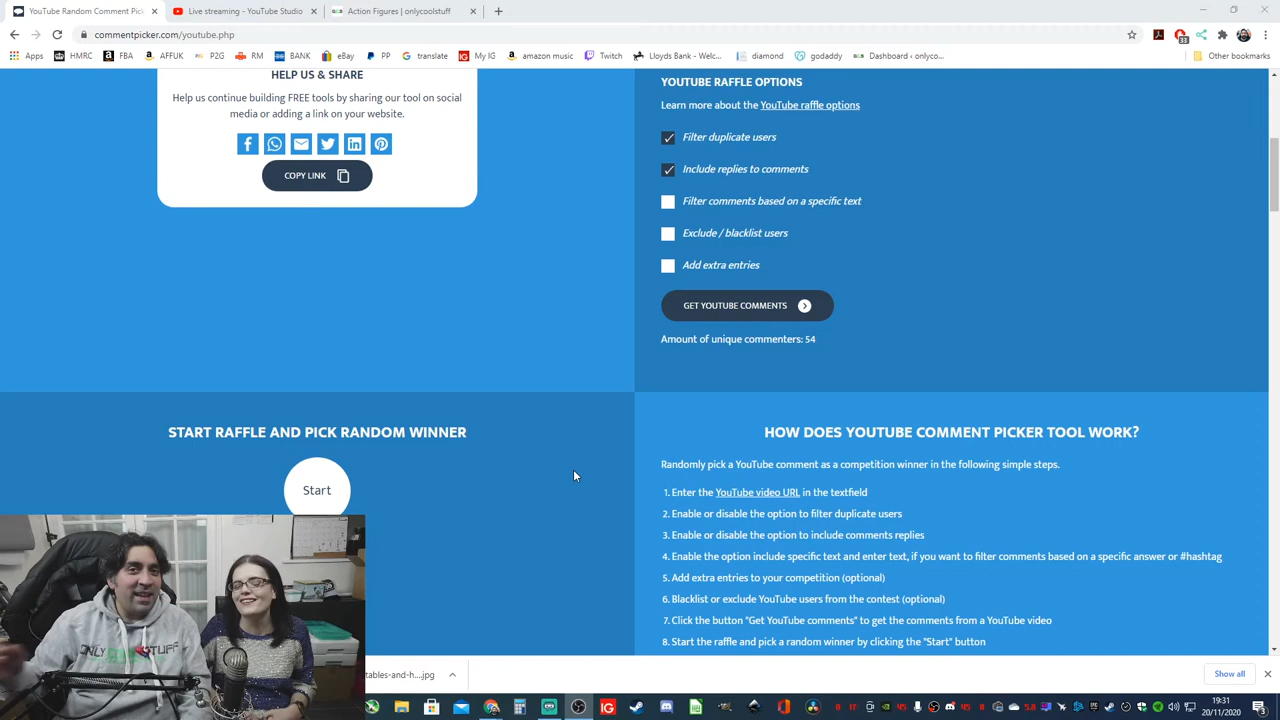 YouTube Random Comment Pick
Live streaming - YouTube Studio
Action Figures | onlycoolstuff
commentpicker.com/youtube.php
Apps
HMRC
FBA
AFFUK
P2G
RM
BANK
eBay
PP
translate
My IG
amazon music
Twitch
Lloyds Bank - Welc...
diamond
godaddy
Dashboard ‹ onlyco...
Other bookmarks
HELP US & SHARE
Help us continue building FREE tools by sharing our tool on social
media or adding a link on your website.
COPY LINK
YOUTUBE RAFFLE OPTIONS
Learn more about the YouTube raffle options
Filter duplicate users
Include replies to comments
Filter comments based on a specific text
Exclude / blacklist users
Add extra entries
GET YOUTUBE COMMENTS
Amount of unique commenters: 54
START RAFFLE AND PICK RANDOM WINNER
Start
HOW DOES YOUTUBE COMMENT PICKER TOOL WORK?
Randomly pick a YouTube comment as a competition winner in the following simple steps.
1. Enter the YouTube video URL in the textfield
2. Enable or disable the option to filter duplicate users
3. Enable or disable the option to include comments replies
4. Enable the option include specific text and enter text, if you want to filter comments based on a specific answer or #hashtag
5. Add extra entries to your competition (optional)
6. Blacklist or exclude YouTube users from the contest (optional)
7. Click the button "Get YouTube comments" to get the comments from a YouTube video
8. Start the raffle and pick a random winner by clicking the "Start" button
ONLY COOL STUFF
tables-and-h....jpg
Show all
19:31
20/11/2020